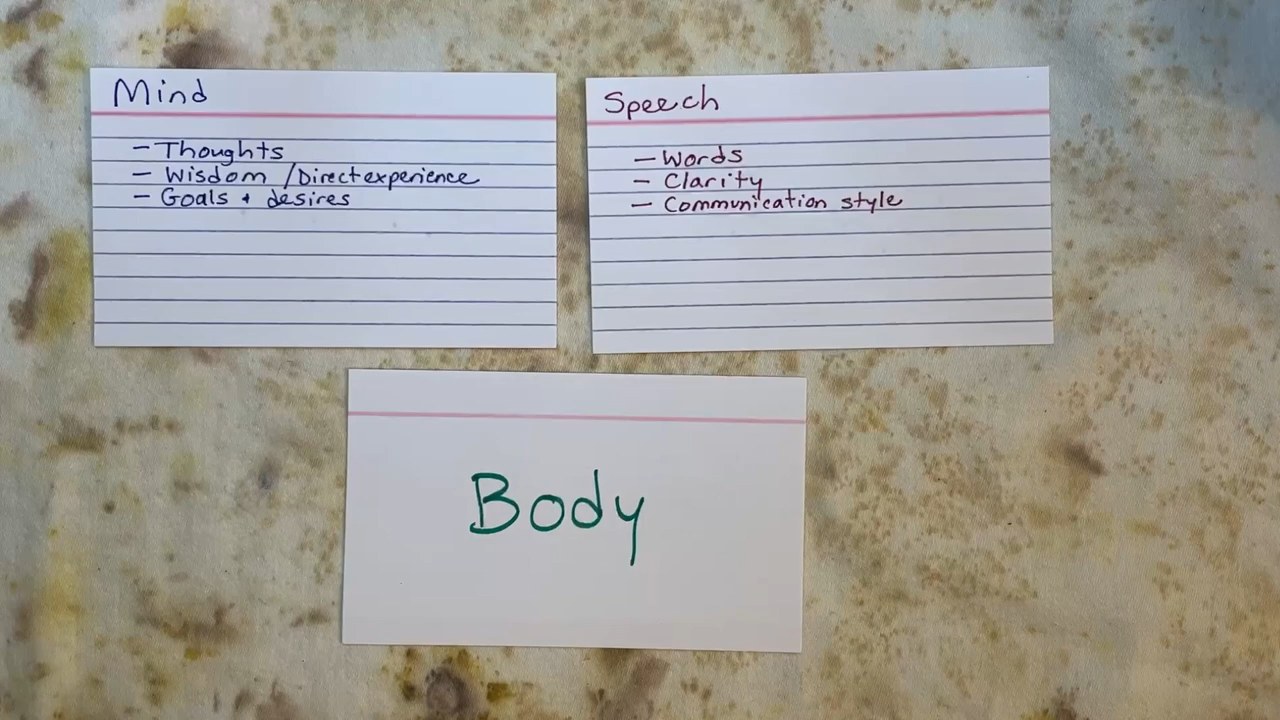 Mind
- Thoughts
- Wisdom / Direct experience
- Goals + desires
Speech
- Words
- Clarity
- Communication style
Body